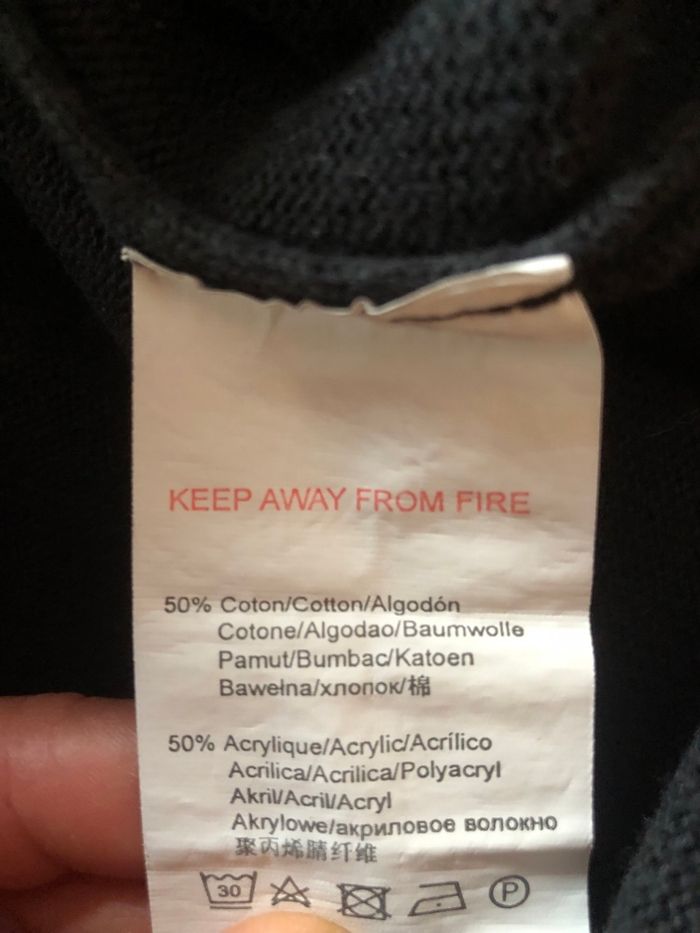 KEEP AWAY FROM FIRE
50% Coton/Cotton/Algodón
Cotone/Algodao/Baumwolle
Pamut/Bumbac/Katoen
Bawełna/хлопок/棉
50% Acrylique/Acrylic/Acrílico
Acrilica/Acrilica/Polyacryl
Akril/Acril/Acryl
Akrylowe/акриловое волокно
聚丙烯腈纤维
30 P